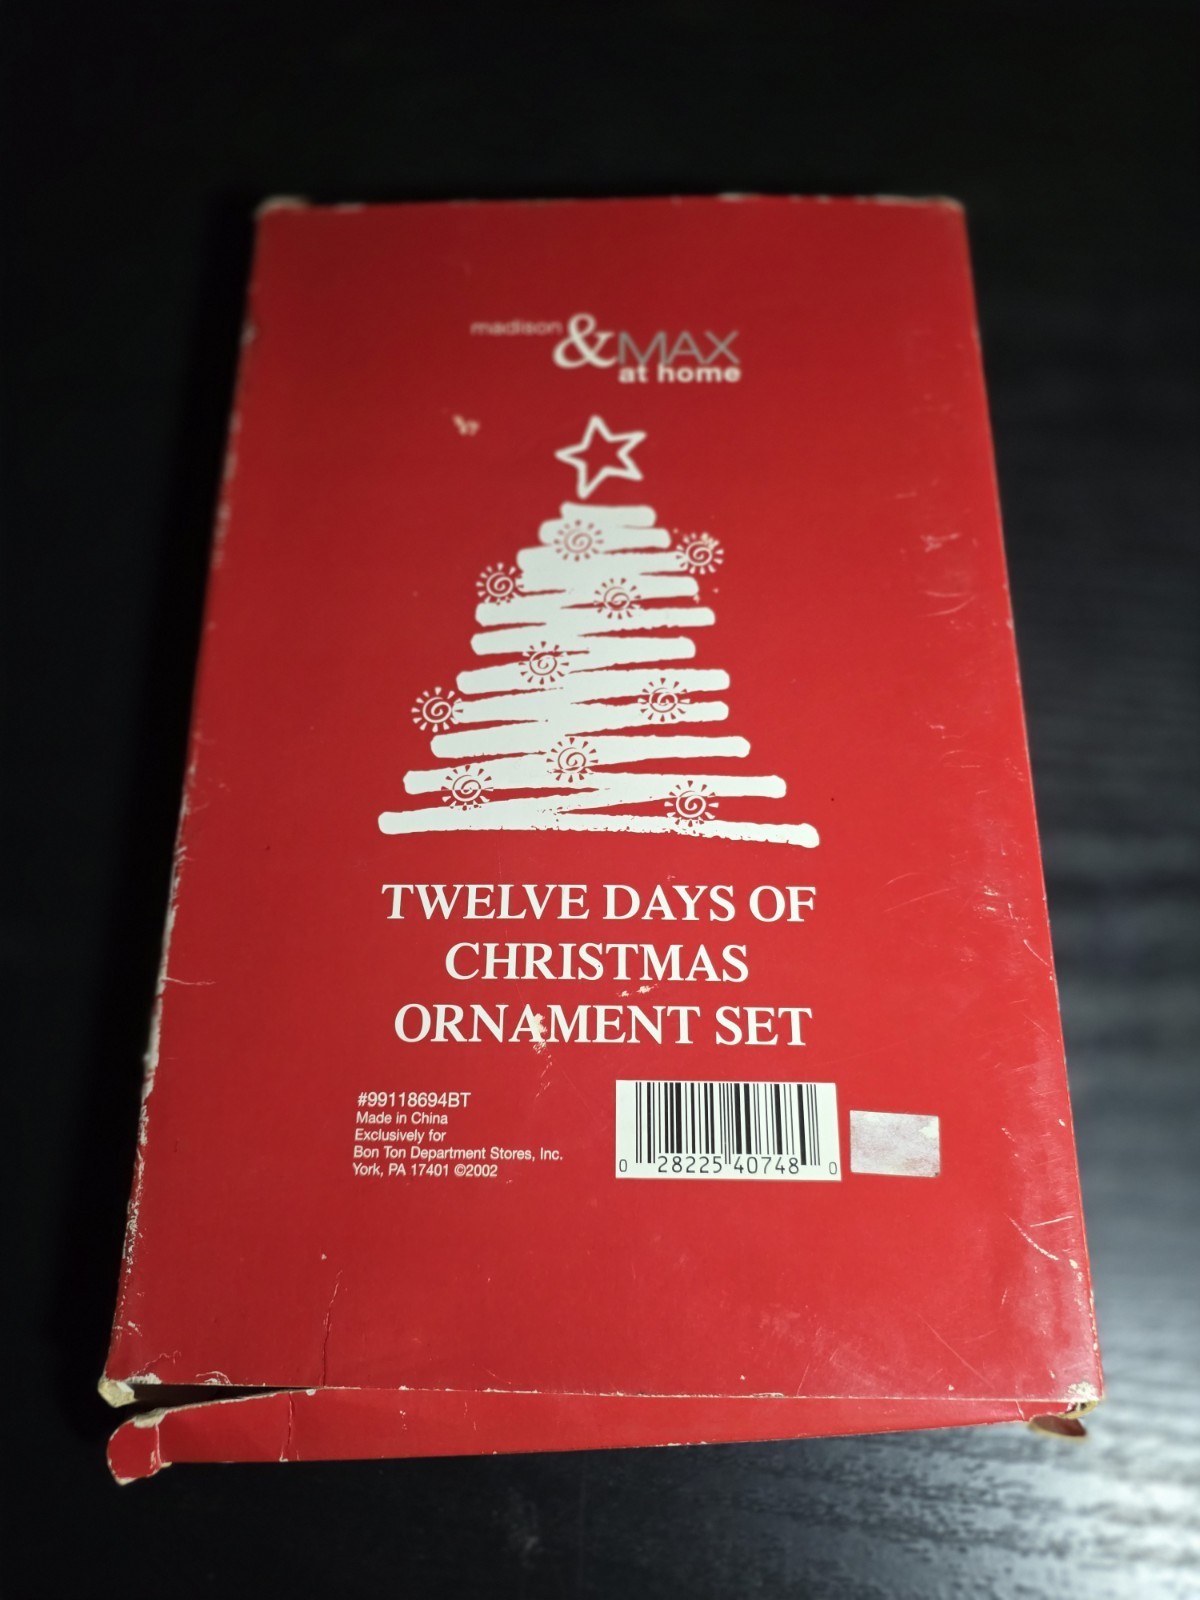 madison & MAX
at home
TWELVE DAYS OF
CHRISTMAS
ORNAMENT SET
#99118694BT
Made in China
Exclusively for
Bon Ton Department Stores, Inc.
York, PA 17401 ©2002
0 28225 40748 0